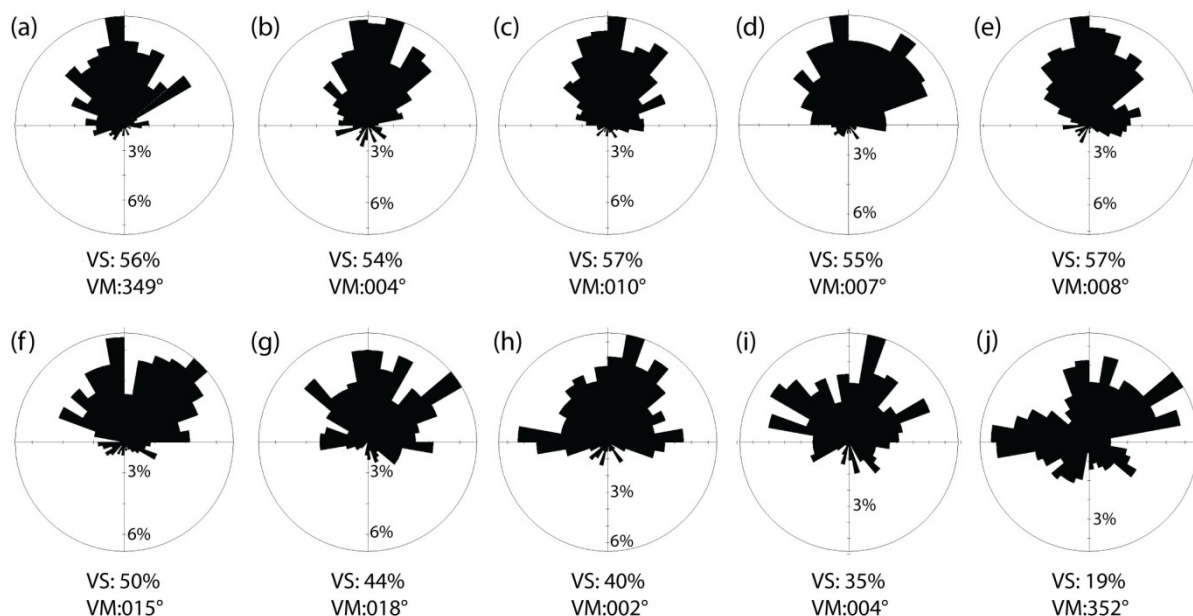 (a) (b) (c) (d) (e)
3% 3% 3% 3% 3%
6% 6% 6% 6% 6%
VS: 56% VS: 54% VS: 57% VS: 55% VS: 57%
VM:349° VM:004° VM:010° VM:007° VM:008°
(f) (g) (h) (i) (j)
3% 3% 3% 3% 3%
6% 6% 6%
VS: 50% VS: 44% VS: 40% VS: 35% VS: 19%
VM:015° VM:018° VM:002° VM:004° VM:352°